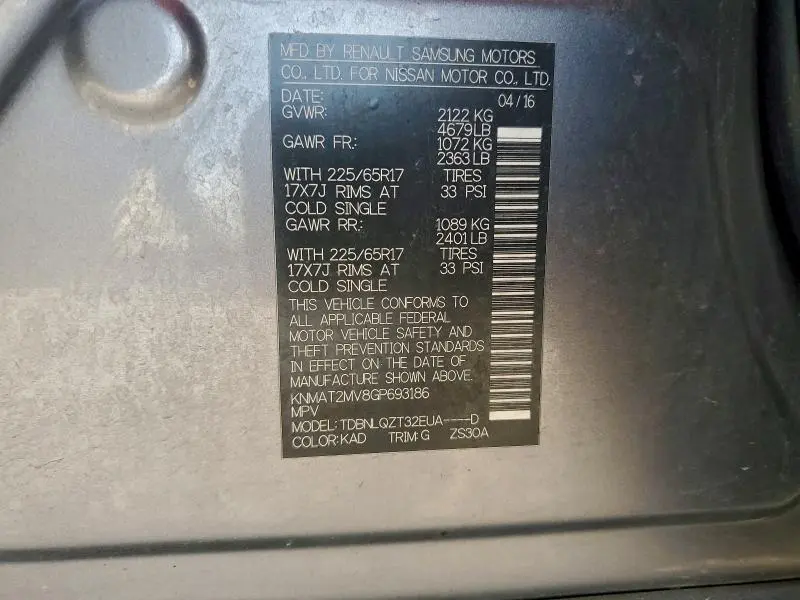 MFD BY RENAULT SAMSUNG MOTORS
CO., LTD. FOR NISSAN MOTOR CO., LTD.
DATE: 04/16
GVWR: 2122 KG
4679LB
GAWR FR.: 1072 KG
2363 LB
WITH 225/65R17 TIRES
17X7J RIMS AT 33 PSI
COLD SINGLE
GAWR RR.: 1089 KG
2401 LB
WITH 225/65R17 TIRES
17X7J RIMS AT 33 PSI
COLD SINGLE
THIS VEHICLE CONFORMS TO
ALL APPLICABLE FEDERAL
MOTOR VEHICLE SAFETY AND
THEFT PREVENTION STANDARDS
IN EFFECT ON THE DATE OF
MANUFACTURE SHOWN ABOVE.
KNMAT2MV8GP693186
MPV
MODEL: TDBNLQZT32EUA----D
COLOR: KAD TRIM: G ZS30A